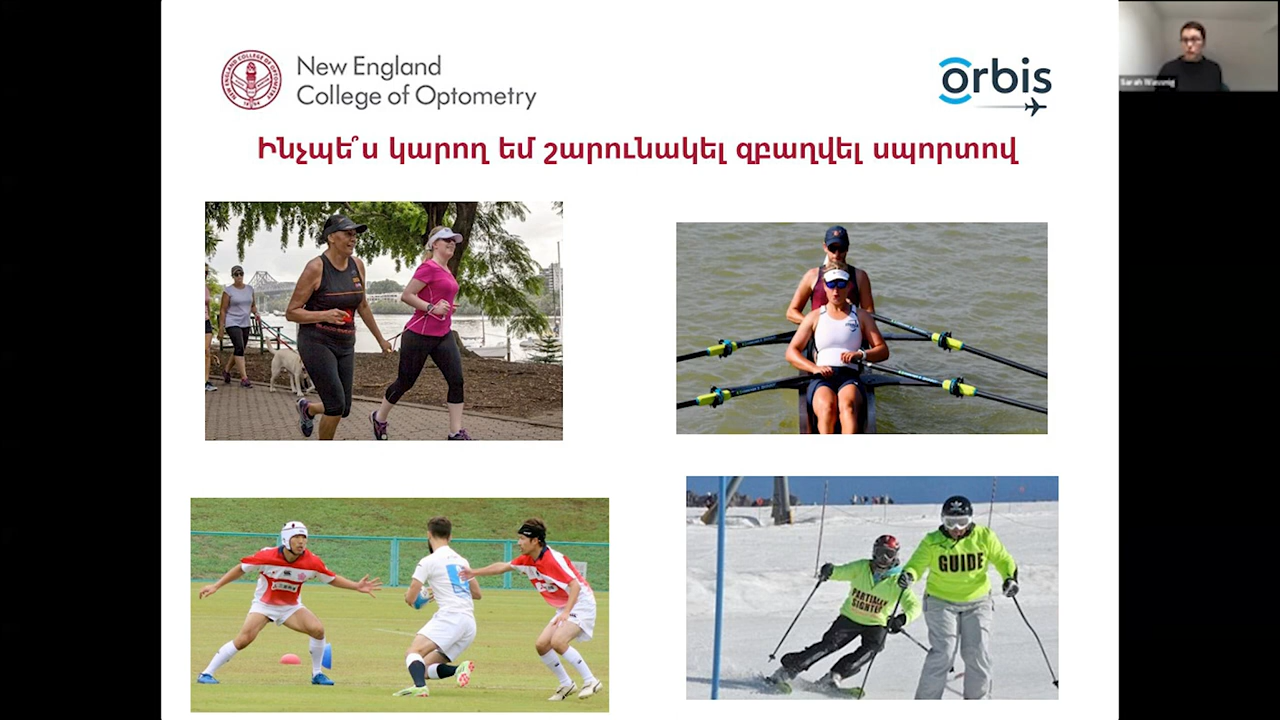 New England
College of Optometry
orbis
Sarah Wassnig
Ինչպե՞ս կարող եմ շարունակել զբաղվել սպորտով
GUIDE
PARTIALLY
SIGHTED